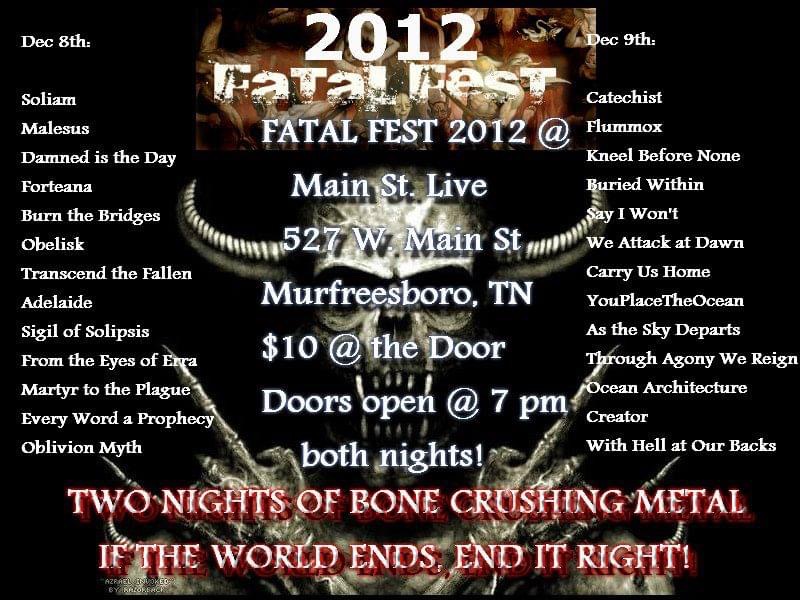 2012
FaTaL FesT
Dec 8th:
Soliam
Malesus
Damned is the Day
Forteana
Burn the Bridges
Obelisk
Transcend the Fallen
Adelaide
Sigil of Solipsis
From the Eyes of Erra
Martyr to the Plague
Every Word a Prophecy
Oblivion Myth
FATAL FEST 2012 @
Main St. Live
527 W. Main St
Murfreesboro, TN
$10 @ the Door
Doors open @ 7 pm
both nights!
Dec 9th:
Catechist
Flummox
Kneel Before None
Buried Within
Say I Won't
We Attack at Dawn
Carry Us Home
YouPlaceTheOcean
As the Sky Departs
Through Agony We Reign
Ocean Architecture
Creator
With Hell at Our Backs
TWO NIGHTS OF BONE CRUSHING METAL
IF THE WORLD ENDS, END IT RIGHT!
"AZRAEL INVOKED"
BY RAZORBACK